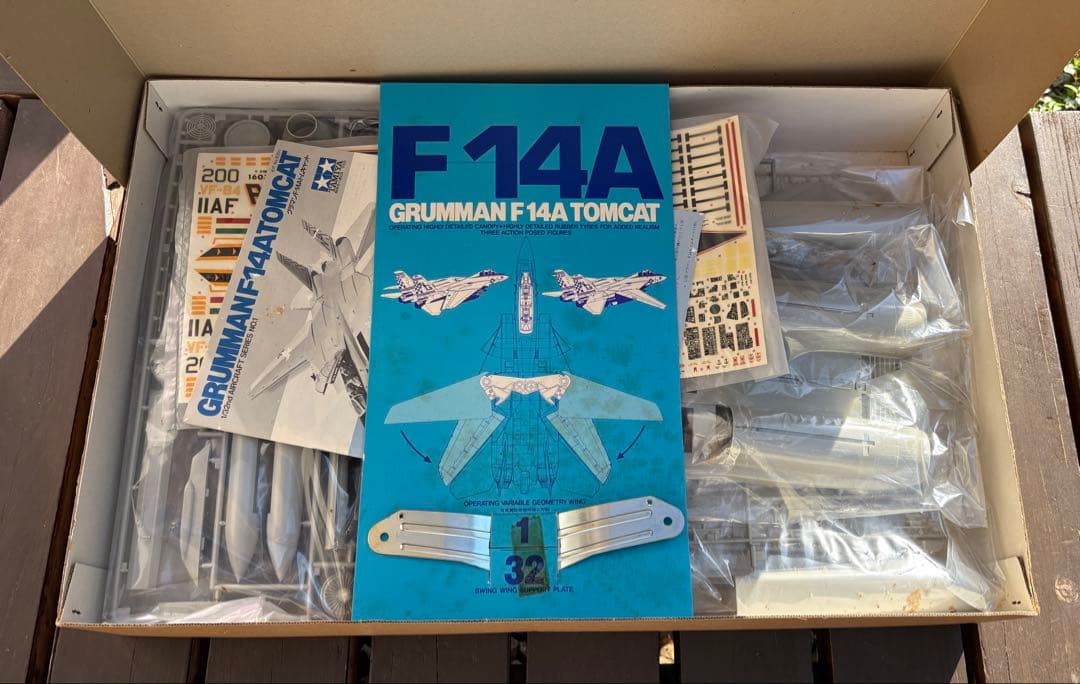 F 14A
GRUMMAN F 14A TOMCAT
OPERATING HIGHLY DETAILED CANOPY•HIGHLY DETAILED RUBBER TYRES FOR ADDED REALISM
THREE ACTION POSED FIGURES
OPERATING VARIABLE GEOMETRY WING
1
32
SWING WING SUPPORT PLATE
TAMIYA
GRUMMAN F-14A TOMCAT
1/32nd AIRCRAFT SERIES NO.1
200
VF-84
IIAF